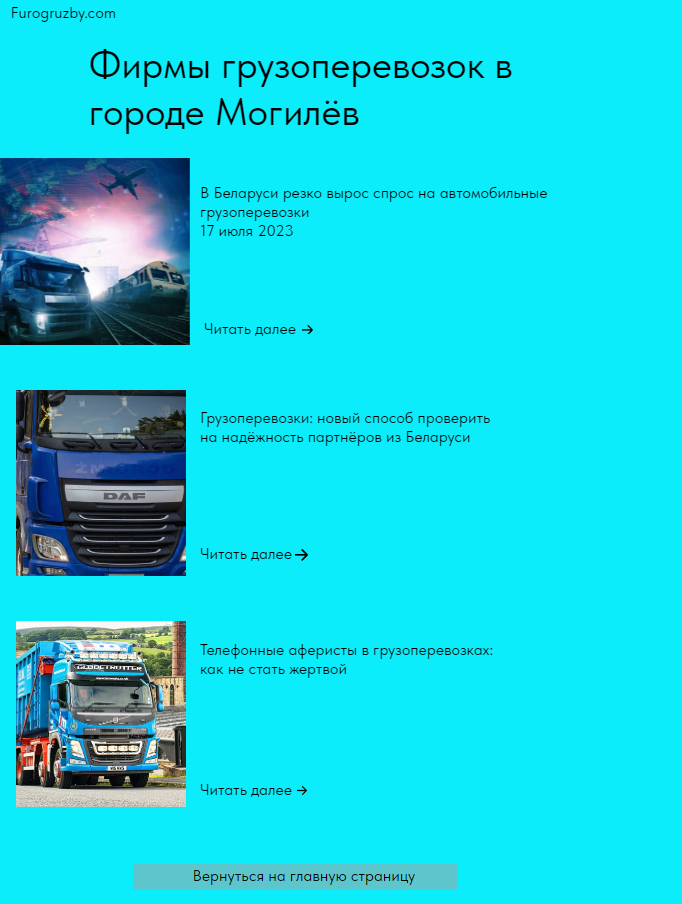 Furogruzby.com
Фирмы грузоперевозок в
городе Могилёв
В Беларуси резко вырос спрос на автомобильные
грузоперевозки
17 июля 2023
Читать далее →
Грузоперевозки: новый способ проверить
на надёжность партнёров из Беларуси
DAF
Читать далее →
Телефонные аферисты в грузоперевозках:
как не стать жертвой
GLOBETROTTER
Читать далее →
Вернуться на главную страницу